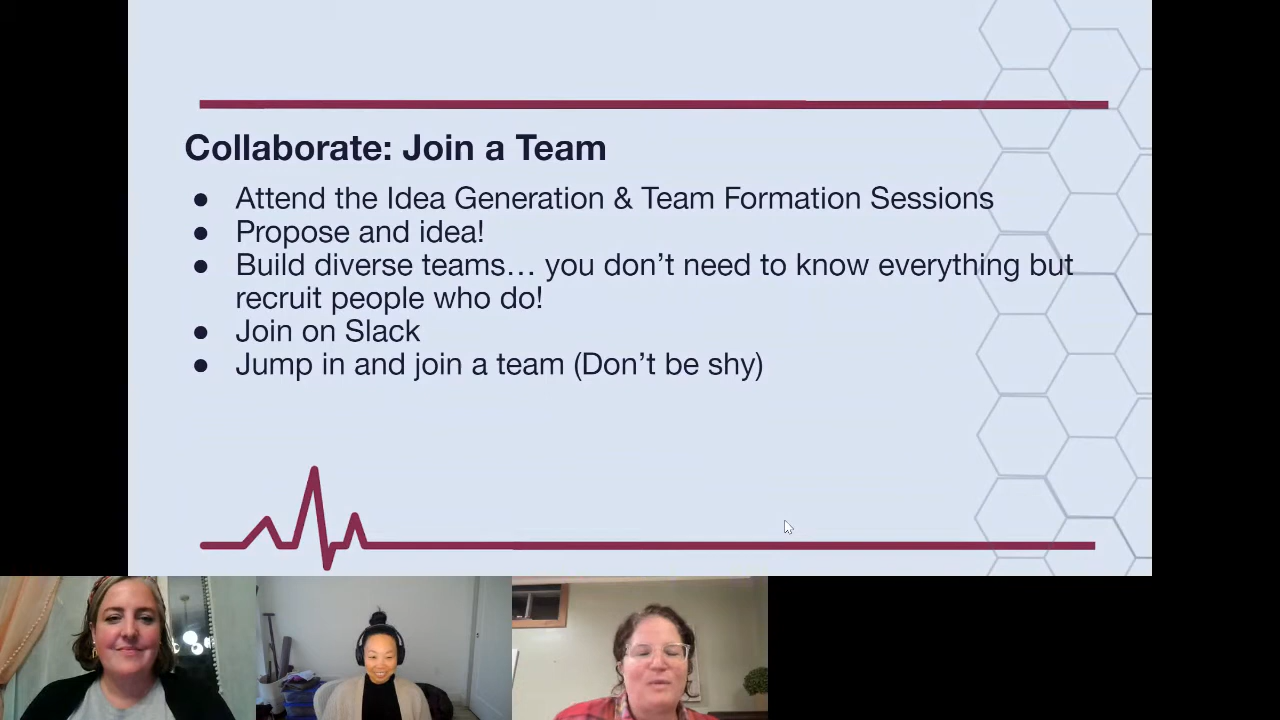 Collaborate: Join a Team
● Attend the Idea Generation & Team Formation Sessions
● Propose and idea!
● Build diverse teams… you don’t need to know everything but
recruit people who do!
● Join on Slack
● Jump in and join a team (Don’t be shy)